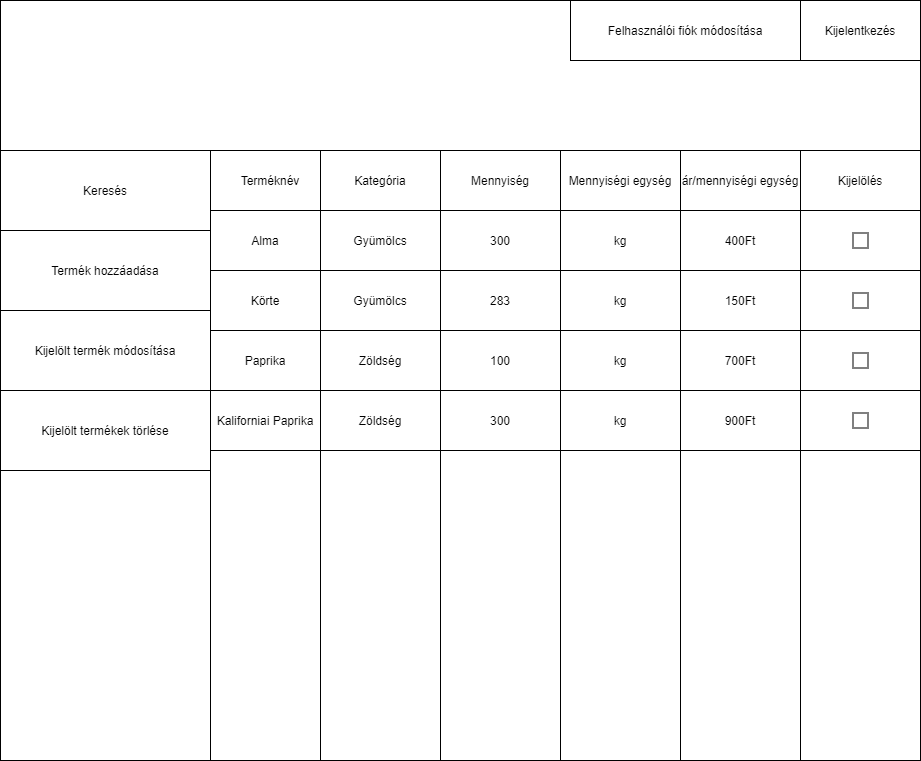 Felhasználói fiók módosítása Kijelentkezés
Keresés
Termék hozzáadása
Kijelölt termék módosítása
Kijelölt termékek törlése
Terméknév Kategória Mennyiség Mennyiségi egység ár/mennyiségi egység Kijelölés
Alma Gyümölcs 300 kg 400Ft
Körte Gyümölcs 283 kg 150Ft
Paprika Zöldség 100 kg 700Ft
Kaliforniai Paprika Zöldség 300 kg 900Ft